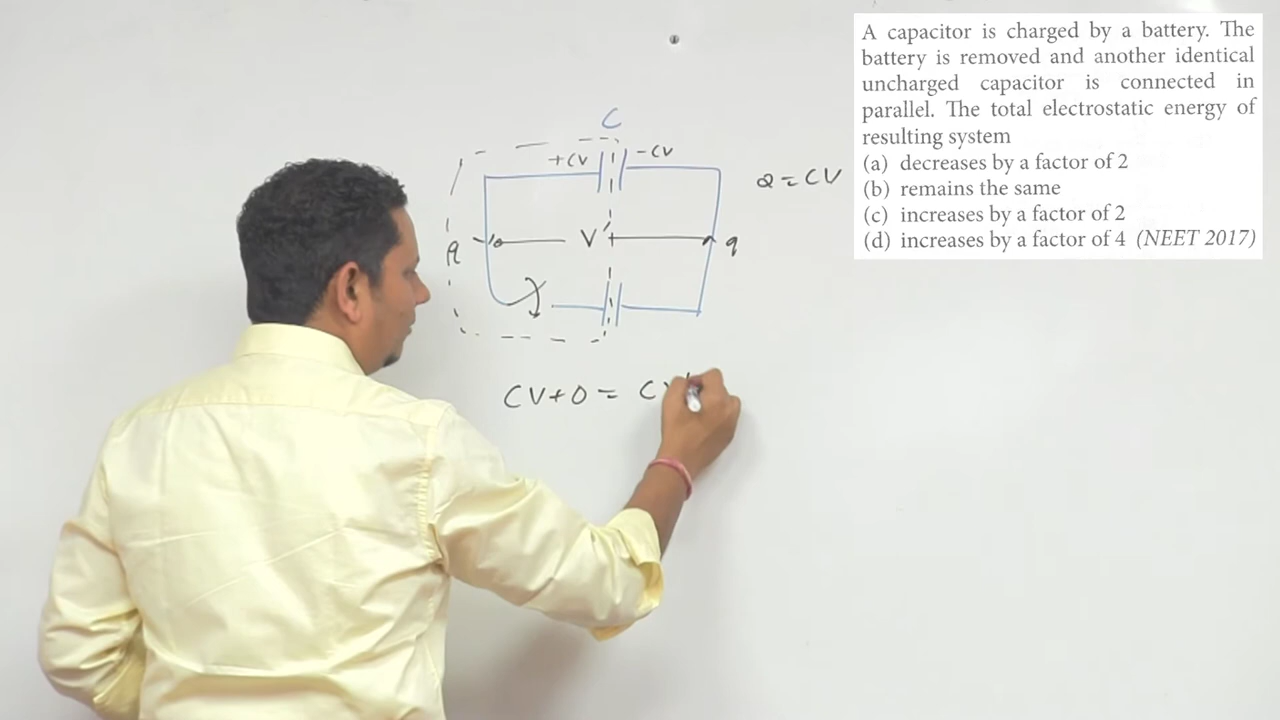 A capacitor is charged by a battery. The
battery is removed and another identical
uncharged capacitor is connected in
parallel. The total electrostatic energy of
resulting system
(a) decreases by a factor of 2
(b) remains the same
(c) increases by a factor of 2
(d) increases by a factor of 4 (NEET 2017)
C
+CV -CV
Q = CV
V'
q
CV+0 = CV'